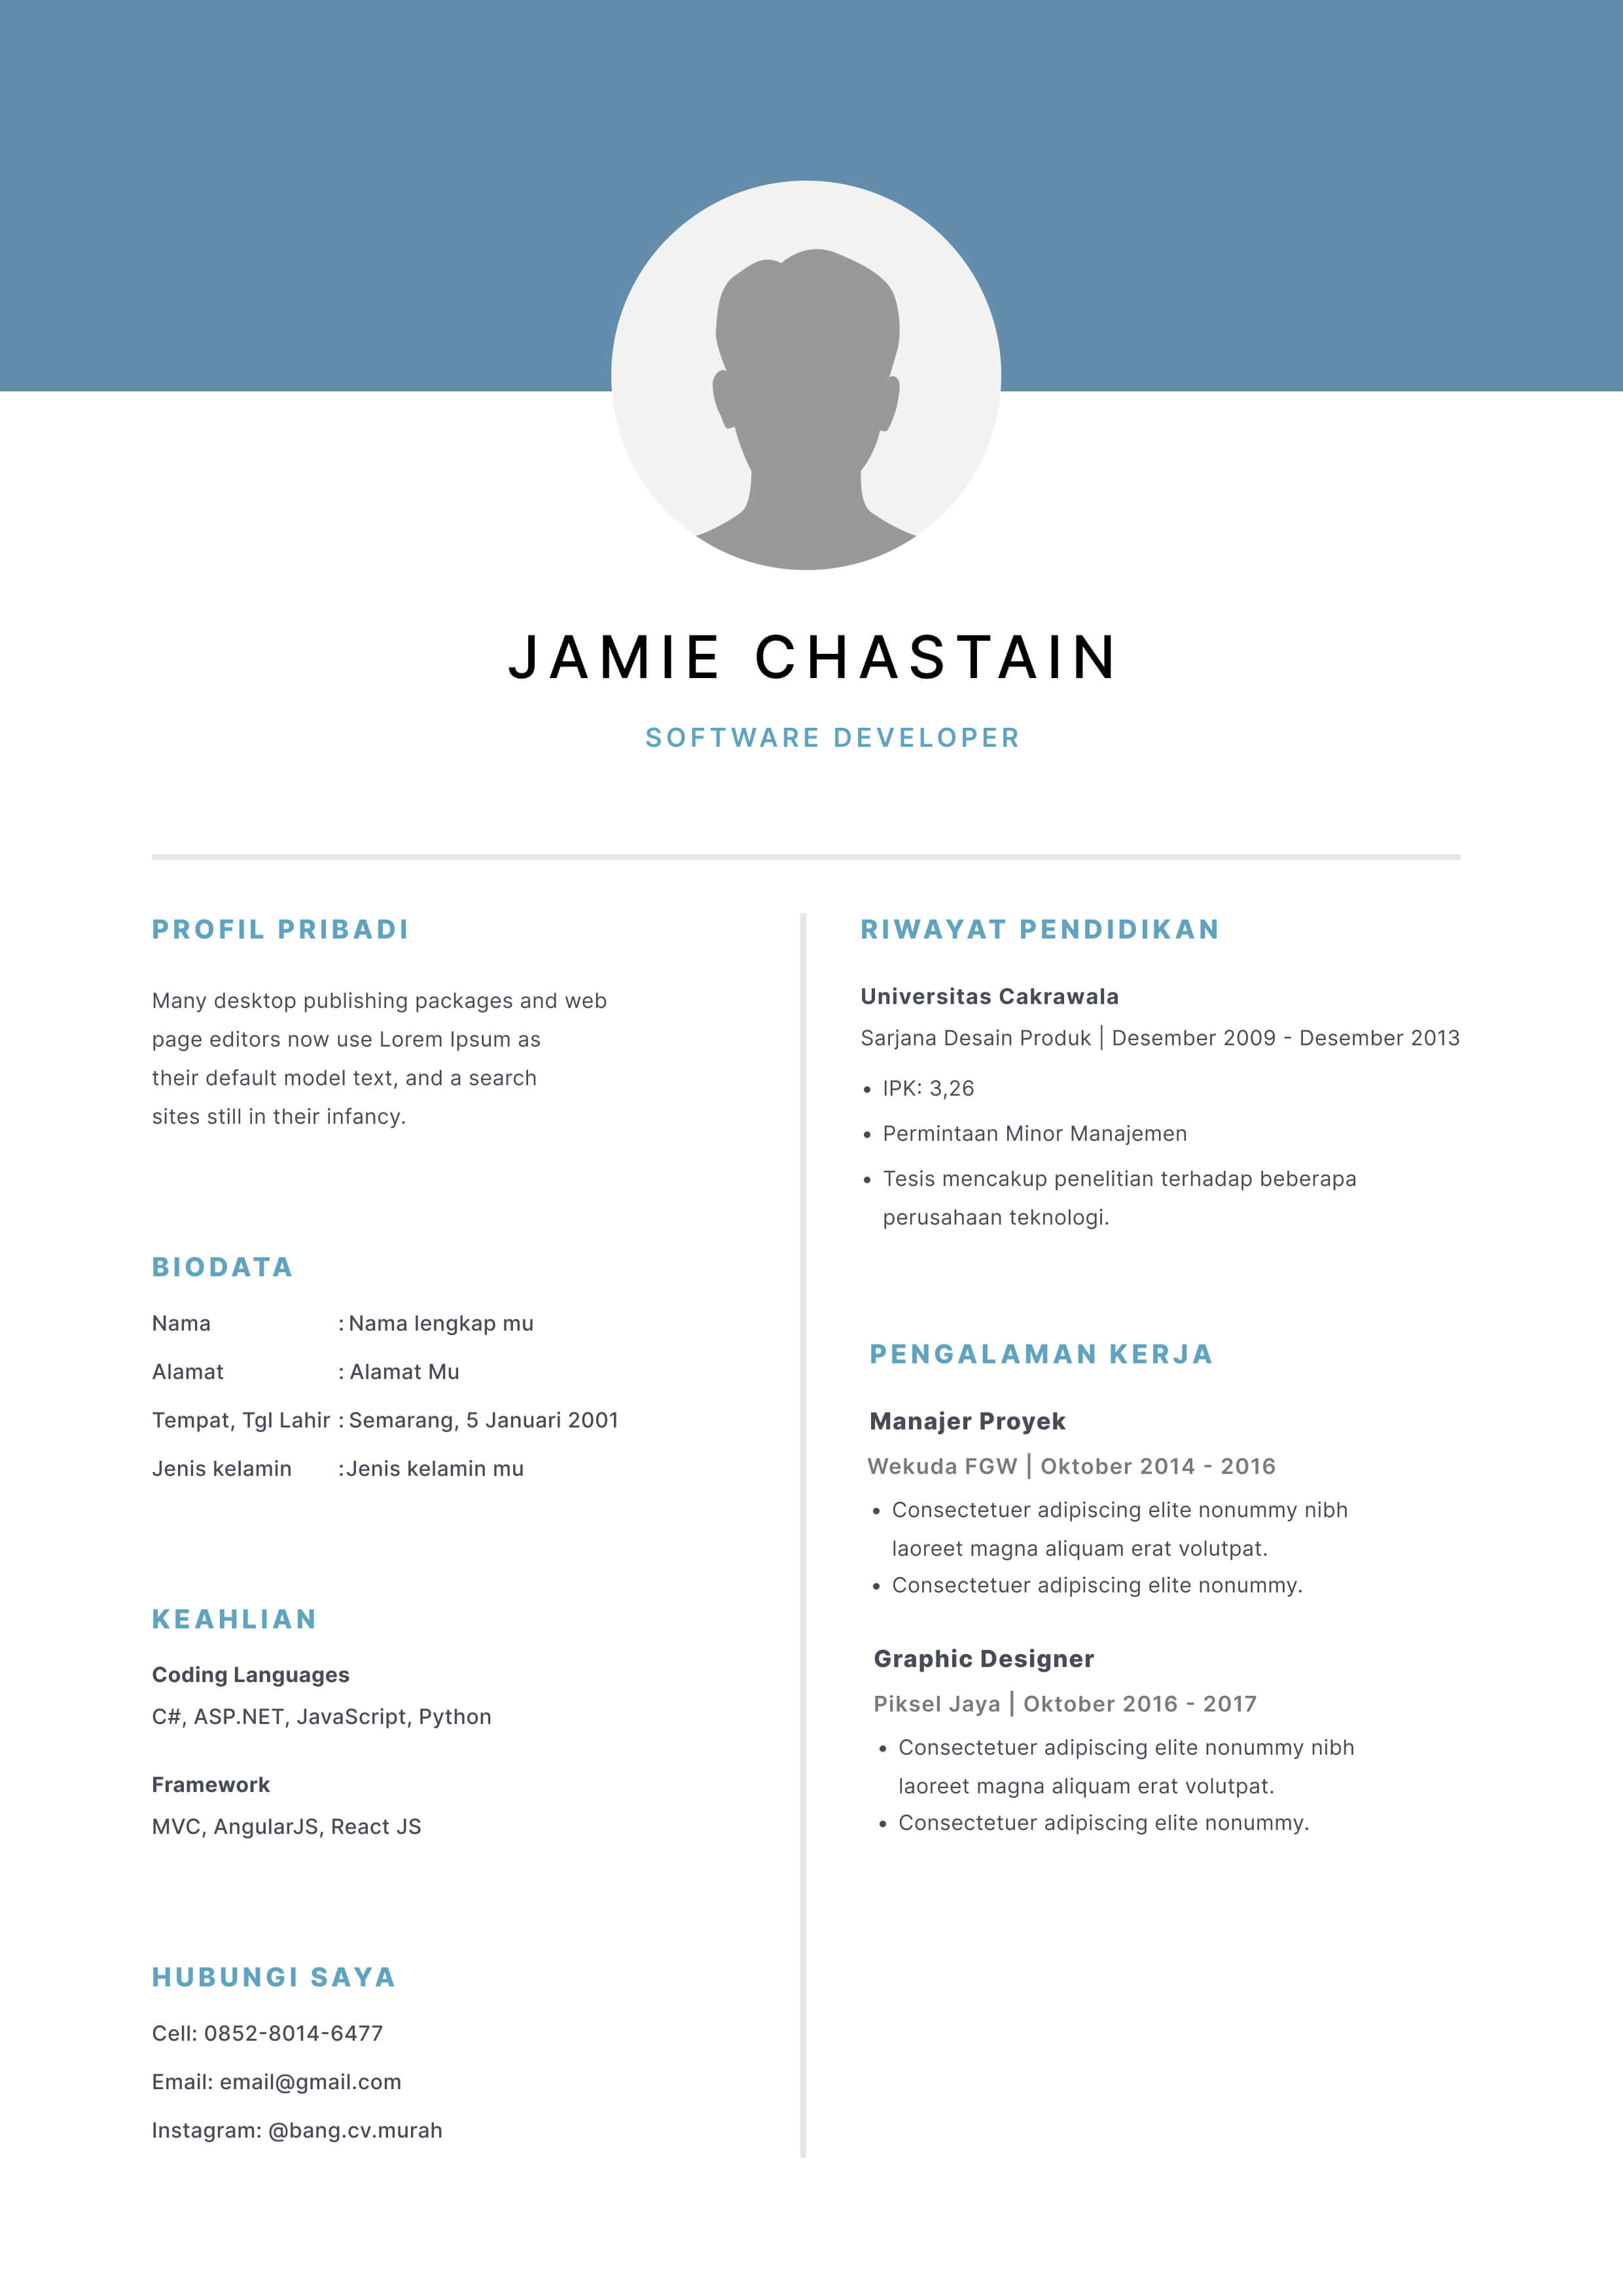 JAMIE CHASTAIN
SOFTWARE DEVELOPER
PROFIL PRIBADI
Many desktop publishing packages and web
page editors now use Lorem Ipsum as
their default model text, and a search
sites still in their infancy.
BIODATA
Nama : Nama lengkap mu
Alamat : Alamat Mu
Tempat, Tgl Lahir : Semarang, 5 Januari 2001
Jenis kelamin :Jenis kelamin mu
KEAHLIAN
Coding Languages
C#, ASP.NET, JavaScript, Python
Framework
MVC, AngularJS, React JS
HUBUNGI SAYA
Cell: 0852-8014-6477
Email: email@gmail.com
Instagram: @bang.cv.murah
RIWAYAT PENDIDIKAN
Universitas Cakrawala
Sarjana Desain Produk | Desember 2009 - Desember 2013
• IPK: 3,26
• Permintaan Minor Manajemen
• Tesis mencakup penelitian terhadap beberapa
perusahaan teknologi.
PENGALAMAN KERJA
Manajer Proyek
Wekuda FGW | Oktober 2014 - 2016
• Consectetuer adipiscing elite nonummy nibh
laoreet magna aliquam erat volutpat.
• Consectetuer adipiscing elite nonummy.
Graphic Designer
Piksel Jaya | Oktober 2016 - 2017
• Consectetuer adipiscing elite nonummy nibh
laoreet magna aliquam erat volutpat.
• Consectetuer adipiscing elite nonummy.